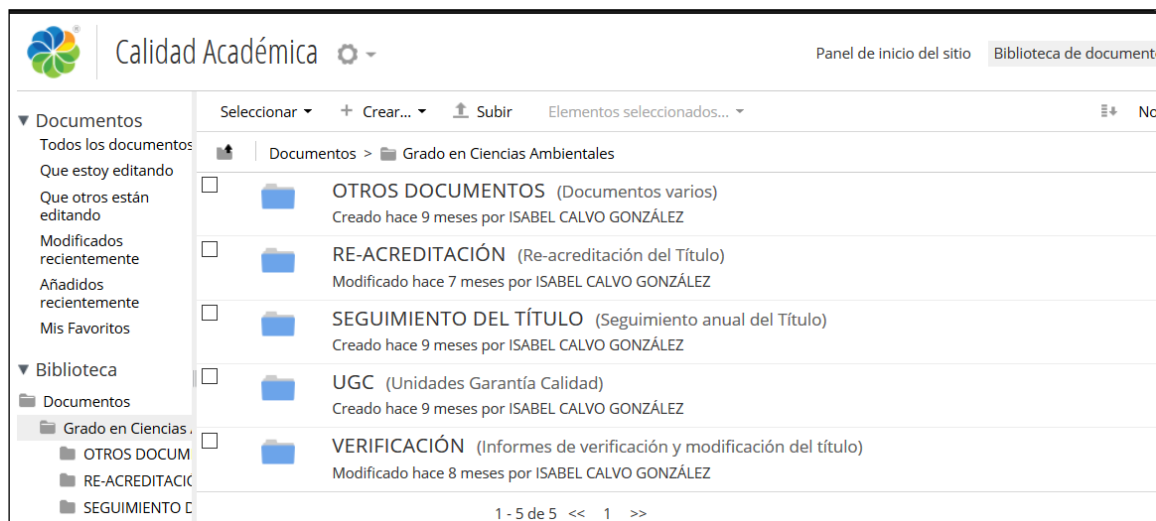 Calidad Académica
Panel de inicio del sitio
Biblioteca de document
Documentos
Todos los documentos
Que estoy editando
Que otros están
editando
Modificados
recientemente
Añadidos
recientemente
Mis Favoritos
Biblioteca
Documentos
Grado en Ciencias
OTROS DOCUM
RE-ACREDITACI
SEGUIMIENTO D
Seleccionar
+ Crear...
Subir
Elementos seleccionados...
No
Documentos > Grado en Ciencias Ambientales
OTROS DOCUMENTOS (Documentos varios)
Creado hace 9 meses por ISABEL CALVO GONZÁLEZ
RE-ACREDITACIÓN (Re-acreditación del Título)
Modificado hace 7 meses por ISABEL CALVO GONZÁLEZ
SEGUIMIENTO DEL TÍTULO (Seguimiento anual del Título)
Creado hace 9 meses por ISABEL CALVO GONZÁLEZ
UGC (Unidades Garantía Calidad)
Creado hace 9 meses por ISABEL CALVO GONZÁLEZ
VERIFICACIÓN (Informes de verificación y modificación del título)
Modificado hace 8 meses por ISABEL CALVO GONZÁLEZ
1 - 5 de 5 << 1 >>